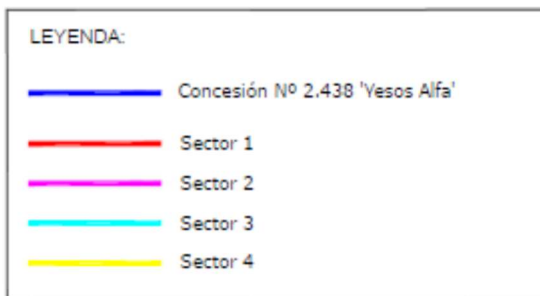 LEYENDA:
Concesión Nº 2.438 'Yesos Alfa'
Sector 1
Sector 2
Sector 3
Sector 4